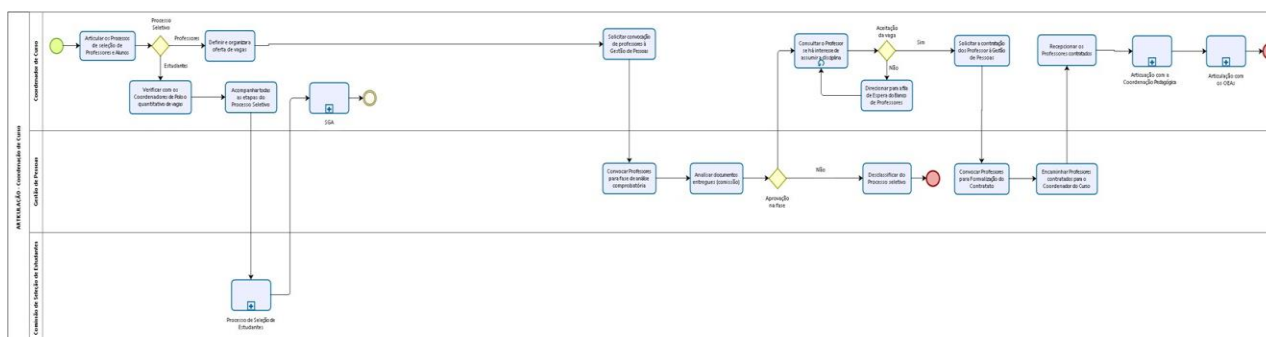 ARTICULAÇÃO - Coordenação de Curso
Coordenador de Curso
Articular os Processos
de seleção de
Professores e Alunos
Processo
Seletivo
Professores
Estudantes
Definir e organizar a
oferta de vagas
Verificar com os
Coordenadores de Polo o
quantitativo de vagas
Acompanhar todas
as etapas do
Processo Seletivo
SGA
Solicitar convocação
de professores à
Gestão de Pessoas
Consultar o Professor
se há interesse de
assumir a disciplina
Aceitação
da vaga
Sim
Não
Direcionar para a fila
de Espera do Banco
de Professores
Solicitar a contratação
dos Professor à Gestão
de Pessoas
Recepcionar os
Professores contratados
Articulação com a
Coordenação Pedagógica
Articulação com
os OEAs
Gestão de Pessoas
Convocar Professores
para fase de análise
comprobatória
Analisar documentos
entregues (comissão)
Aprovação
na fase
Não
Desclassificar do
Processo seletivo
Convocar Professores
para Formalização do
Contrato
Encaminhar Professores
contratados para o
Coordenador do Curso
Comissão de Seleção de Estudantes
Processo de Seleção de
Estudantes